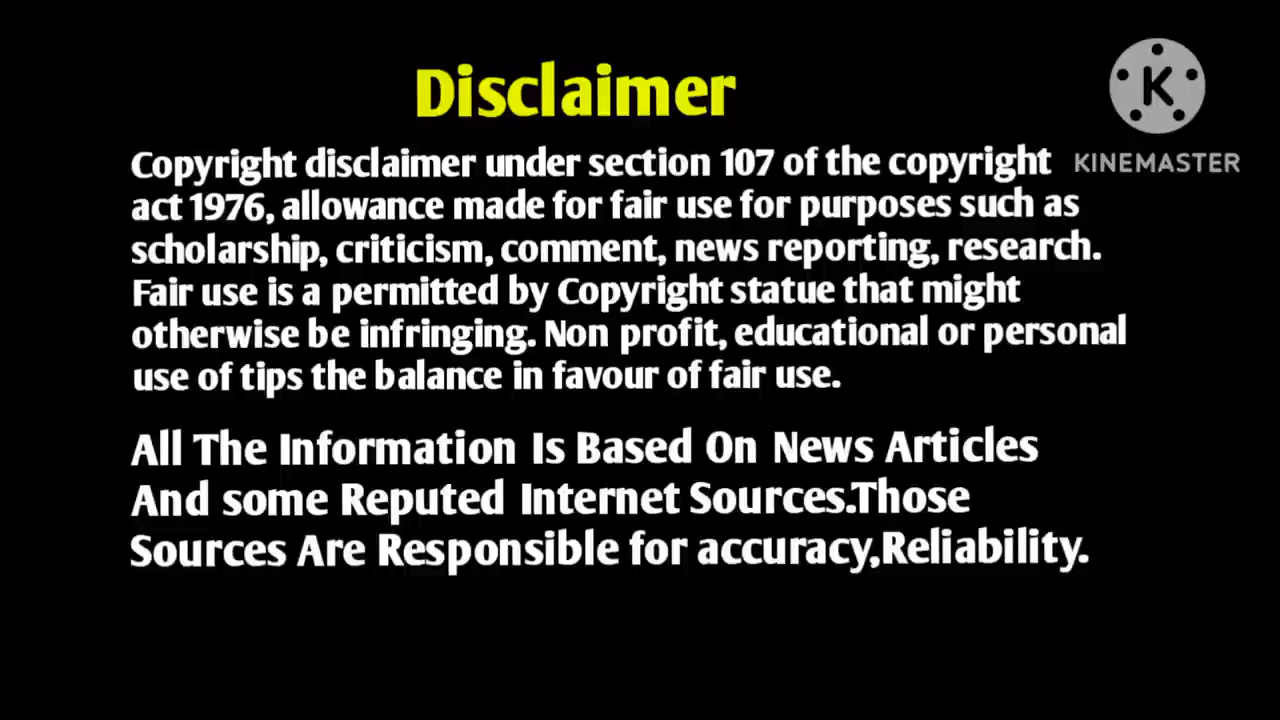 Disclaimer
Copyright disclaimer under section 107 of the copyright
act 1976, allowance made for fair use for purposes such as
scholarship, criticism, comment, news reporting, research.
Fair use is a permitted by Copyright statue that might
otherwise be infringing. Non profit, educational or personal
use of tips the balance in favour of fair use.
All The Information Is Based On News Articles
And some Reputed Internet Sources.Those
Sources Are Responsible for accuracy,Reliability.
K
KINEMASTER